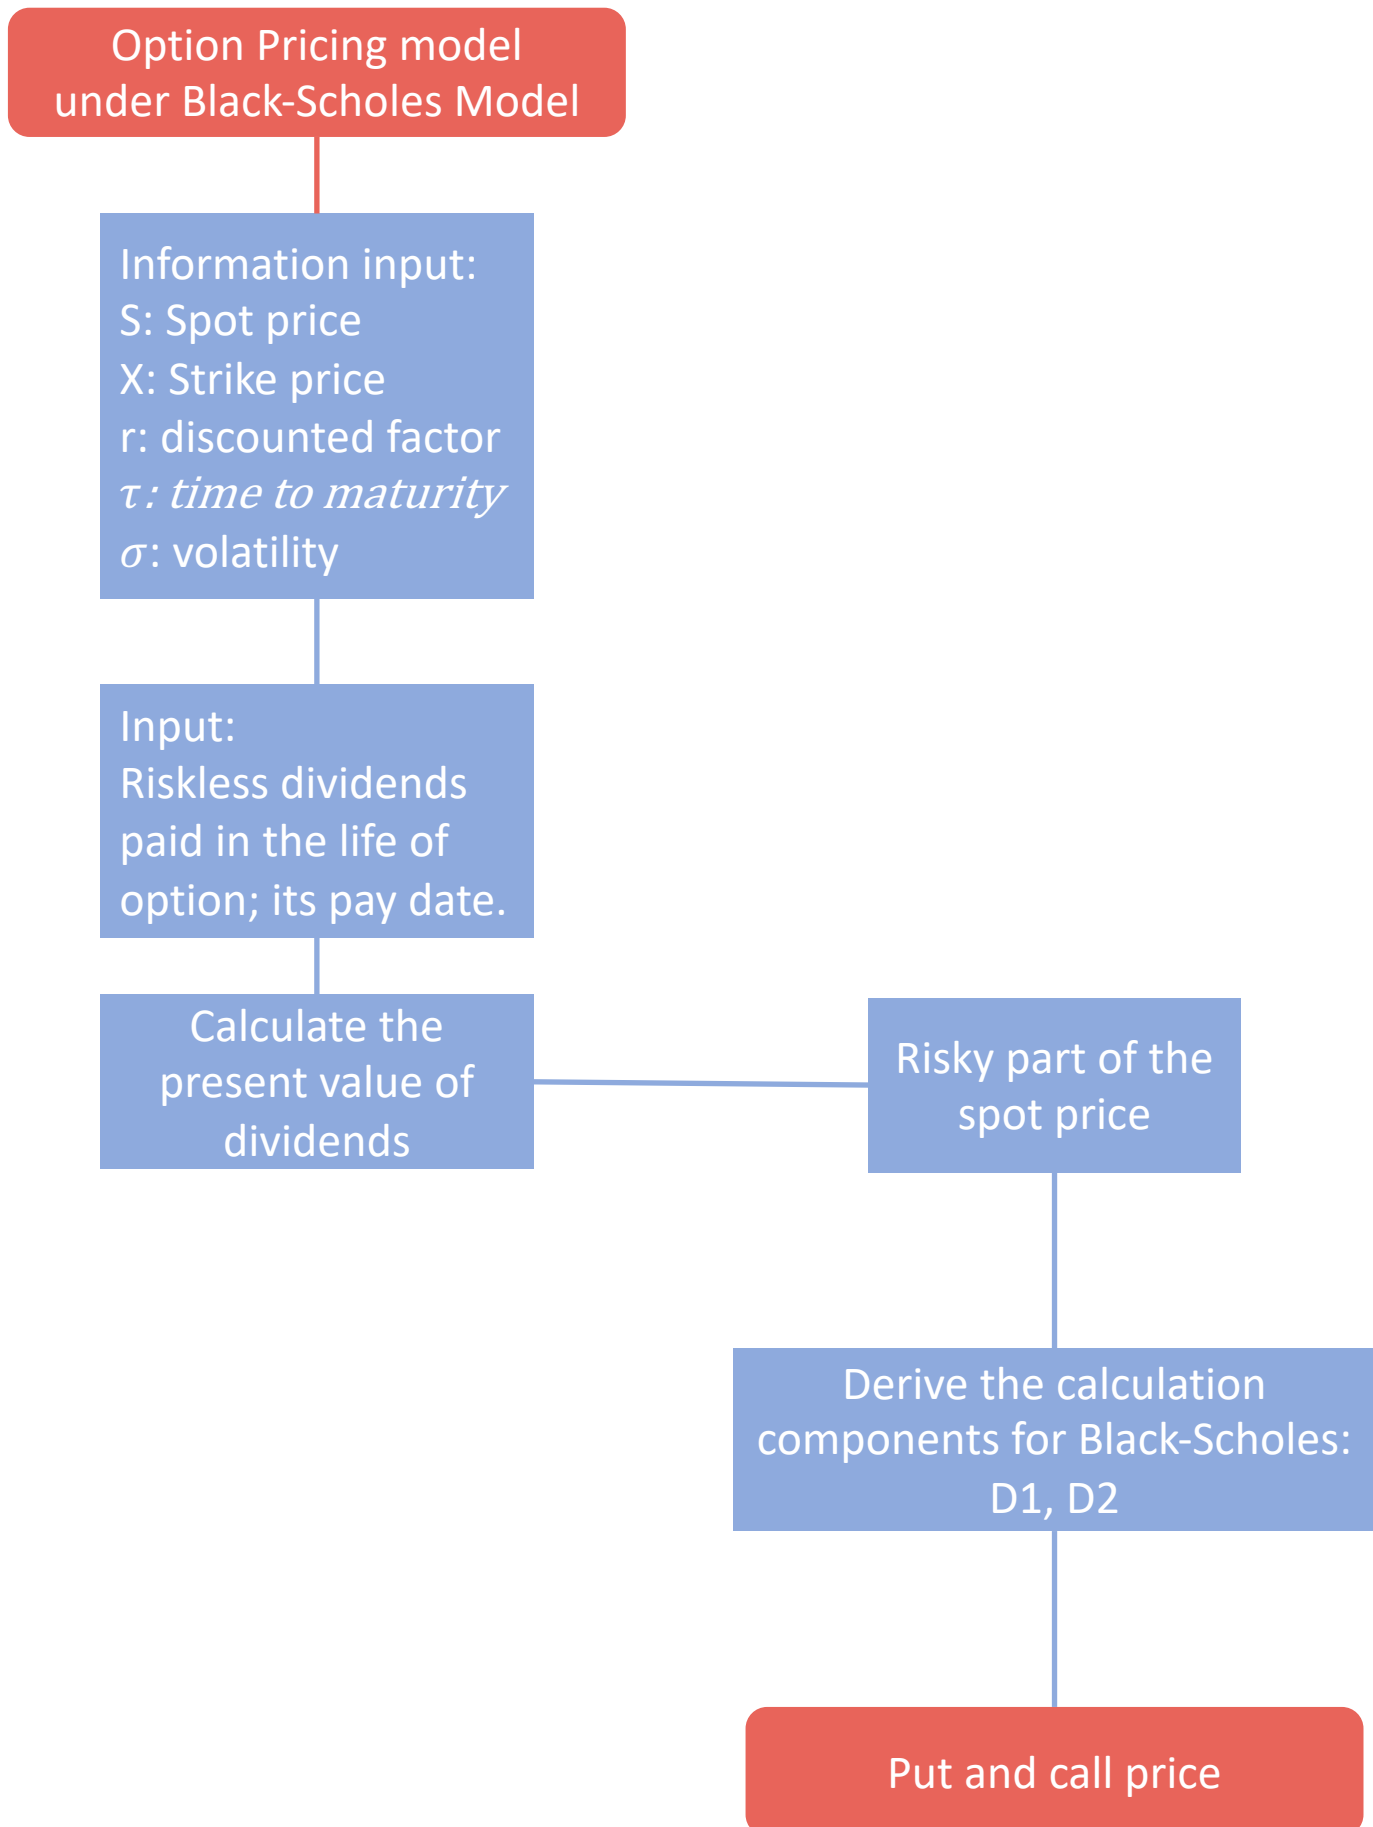 Option Pricing model
under Black-Scholes Model
Information input:
S: Spot price
X: Strike price
r: discounted factor
τ: time to maturity
σ: volatility
Input:
Riskless dividends
paid in the life of
option; its pay date.
Calculate the
present value of
dividends
Risky part of the
spot price
Derive the calculation
components for Black-Scholes:
D1, D2
Put and call price